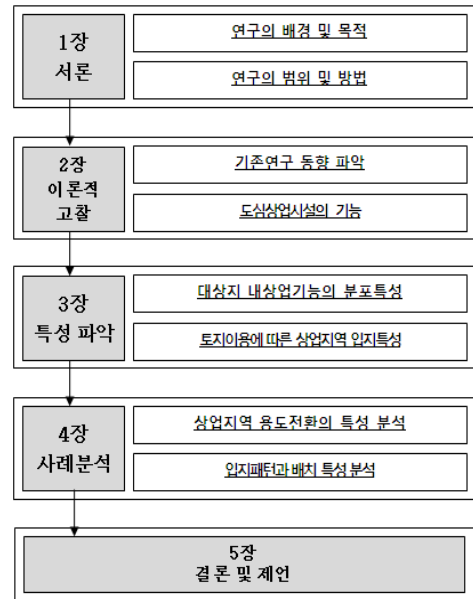 1장
서론
연구의 배경 및 목적
연구의 범위 및 방법
2장
이론적
고찰
기존연구 동향 파악
도심상업시설의 기능
3장
특성 파악
대상지 내상업기능의 분포특성
토지이용에 따른 상업지역 입지특성
4장
사례분석
상업지역 용도전환의 특성 분석
입지패턴과 배치 특성 분석
5장
결론 및 제언